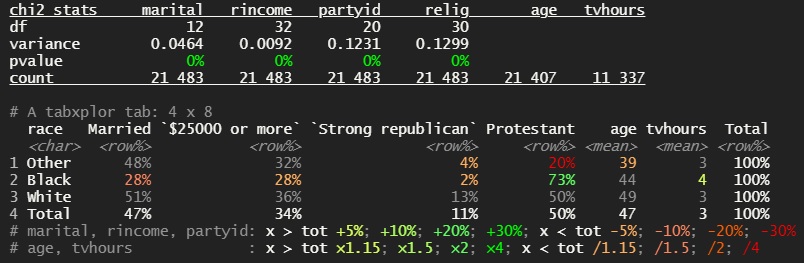 chi2 stats marital rincome partyid relig age tvhours
df 12 32 20 30
variance 0.0464 0.0092 0.1231 0.1299
pvalue 0% 0% 0% 0%
count 21 483 21 483 21 483 21 483 21 407 11 337
# A tabxplor tab: 4 x 8
race Married `$25000 or more` `Strong republican` Protestant age tvhours Total
<char> <row%> <row%> <row%> <row%> <mean> <mean> <row%>
1 Other 48% 32% 4% 20% 39 3 100%
2 Black 28% 28% 2% 73% 44 4 100%
3 White 51% 36% 13% 50% 49 3 100%
4 Total 47% 34% 11% 50% 47 3 100%
# marital, rincome, partyid: x > tot +5%; +10%; +20%; +30%; x < tot -5%; -10%; -20%; -30%
# age, tvhours : x > tot ×1.15; ×1.5; ×2; ×4; x < tot /1.15; /1.5; /2; /4